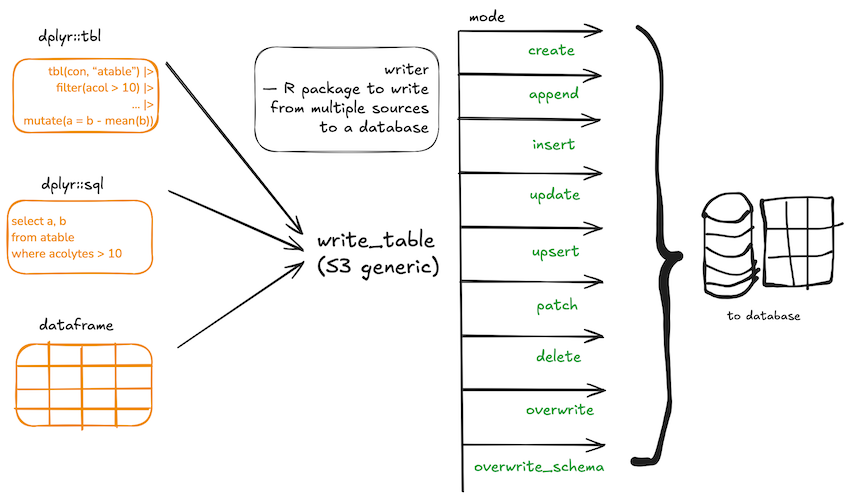 dplyr::tbl
tbl(con, "atable") |>
filter(acol > 10) |>
... |>
mutate(a = b - mean(b))
dplyr::sql
select a, b
from atable
where acolytes > 10
dataframe
writer
— R package to write
from multiple sources
to a database
write_table
(S3 generic)
mode
create
append
insert
update
upsert
patch
delete
overwrite
overwrite_schema
to database